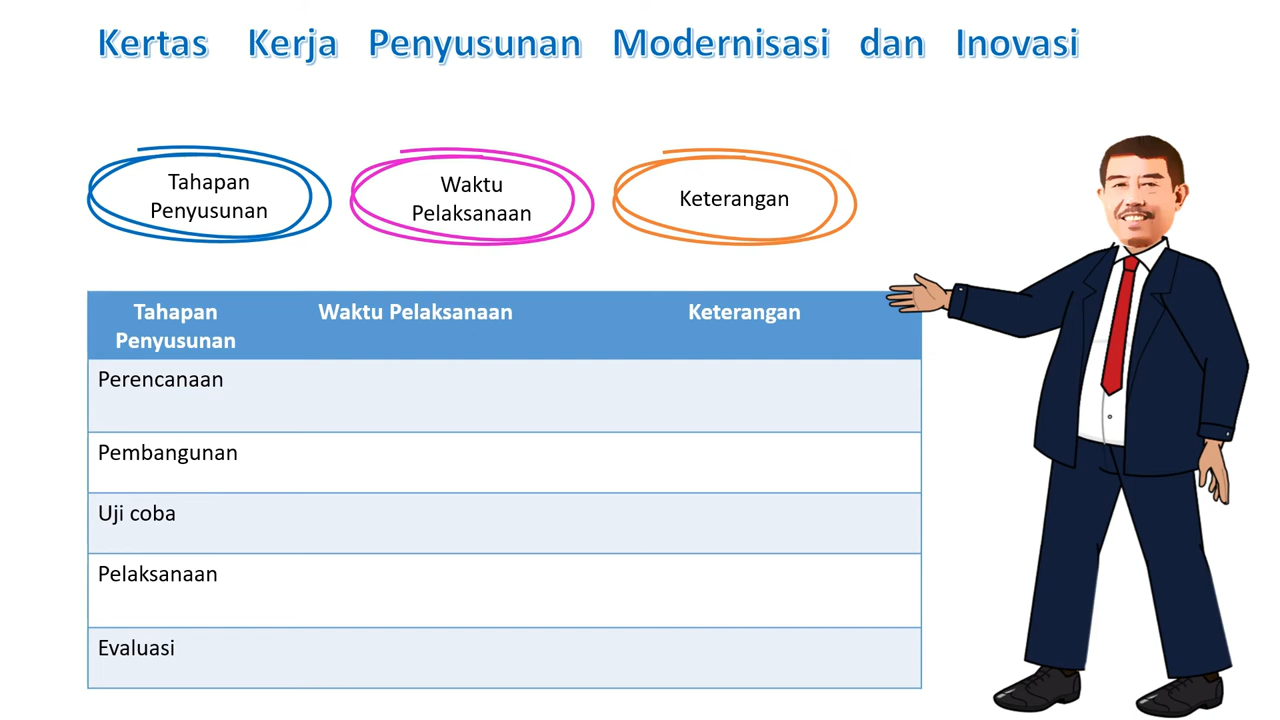 Kertas Kerja Penyusunan Modernisasi dan Inovasi
Tahapan
Penyusunan
Waktu
Pelaksanaan
Keterangan
Tahapan
Penyusunan
Waktu Pelaksanaan
Keterangan
Perencanaan
Pembangunan
Uji coba
Pelaksanaan
Evaluasi